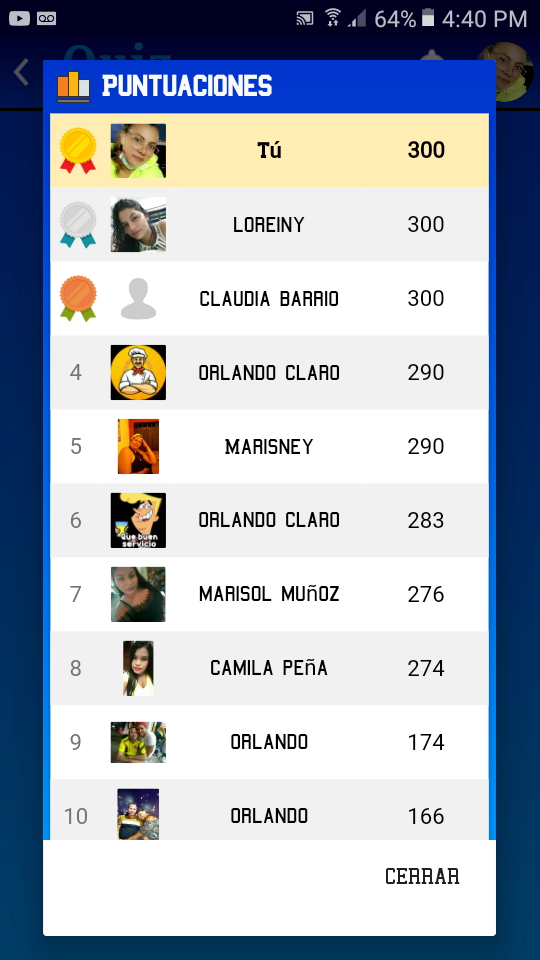 64% 4:40 PM
Quiz
PUNTUACIONES
Tú 300
LOREINY 300
CLAUDIA BARRIO 300
4 ORLANDO CLARO 290
5 MARISNEY 290
6 ORLANDO CLARO 283
que buen
servicio
7 MARISOL MUÑOZ 276
8 CAMILA PEÑA 274
9 ORLANDO 174
10 ORLANDO 166
CERRAR